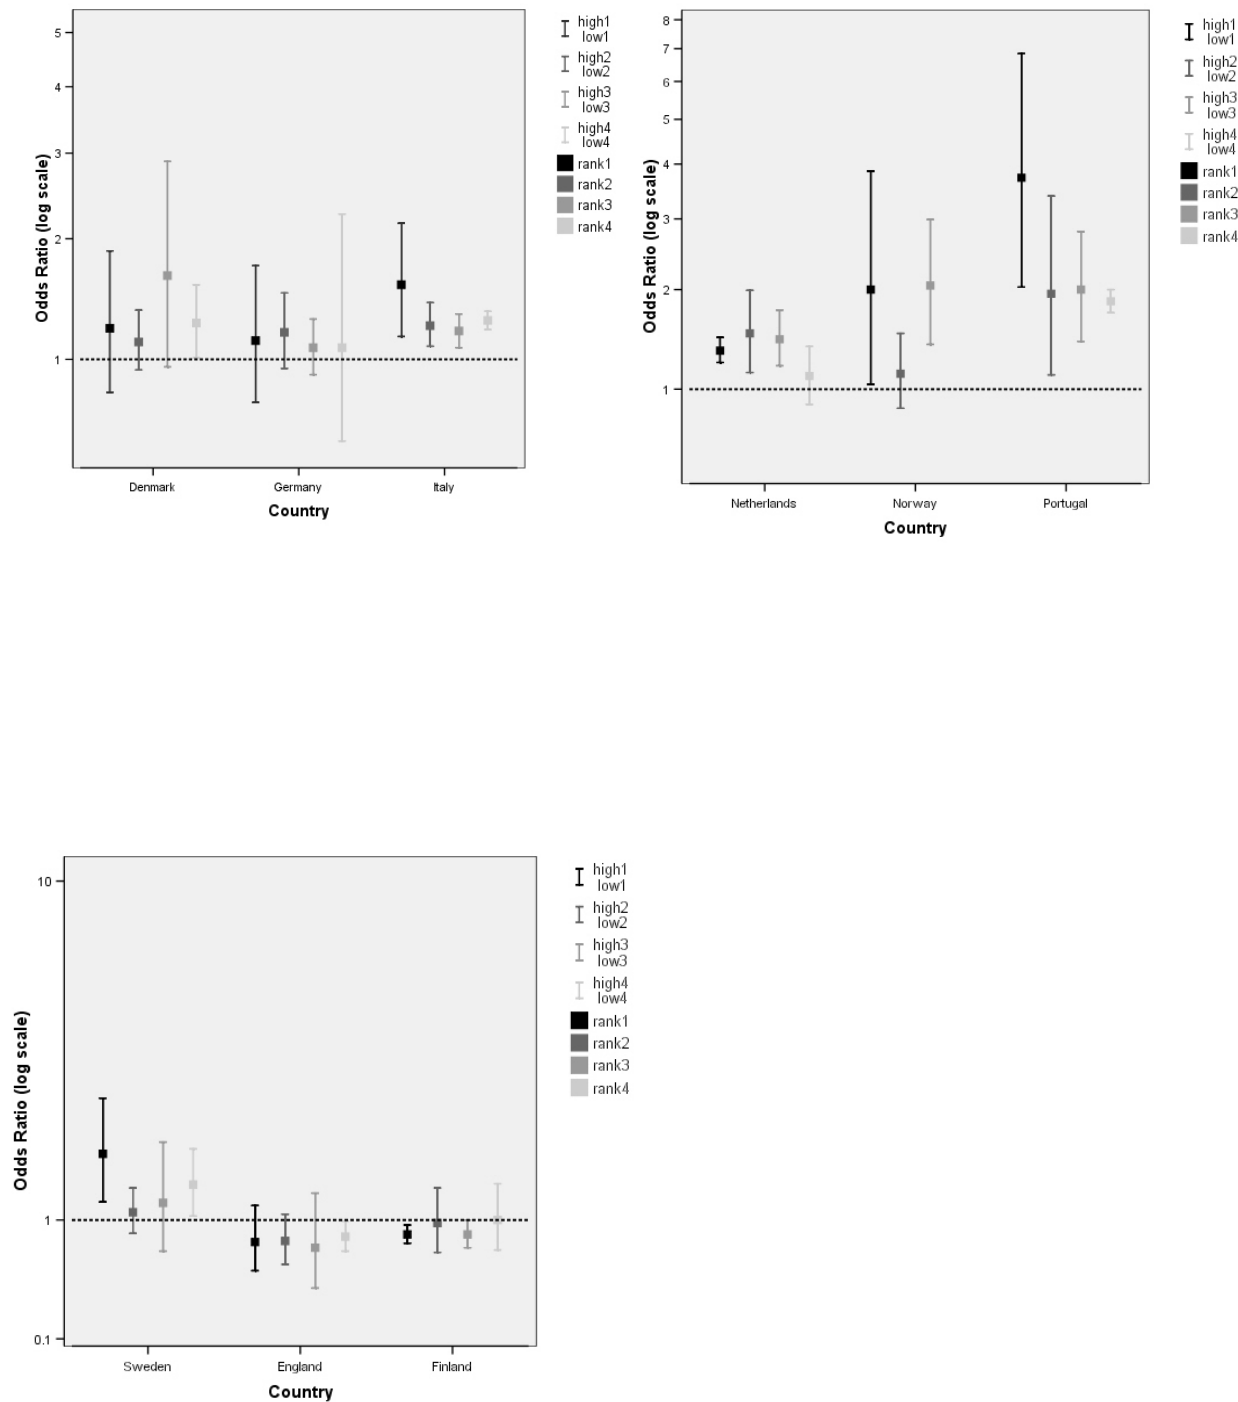 5
4
3
2
1
Odds Ratio (log scale)
Denmark
Germany
Italy
Country
high1
low1
high2
low2
high3
low3
high4
low4
rank1
rank2
rank3
rank4
8
7
6
5
4
3
2
1
Odds Ratio (log scale)
Netherlands
Norway
Portugal
Country
high1
low1
high2
low2
high3
low3
high4
low4
rank1
rank2
rank3
rank4
10
1
0.1
Odds Ratio (log scale)
Sweden
England
Finland
Country
high1
low1
high2
low2
high3
low3
high4
low4
rank1
rank2
rank3
rank4